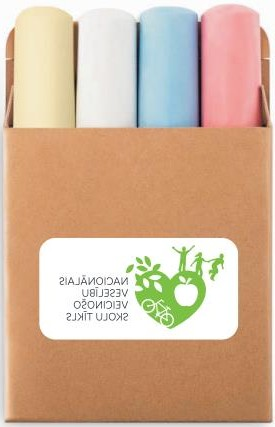 NACIONĀLAIS
VESELĪBU
VEICINOŠO
SKOLU TĪKLS